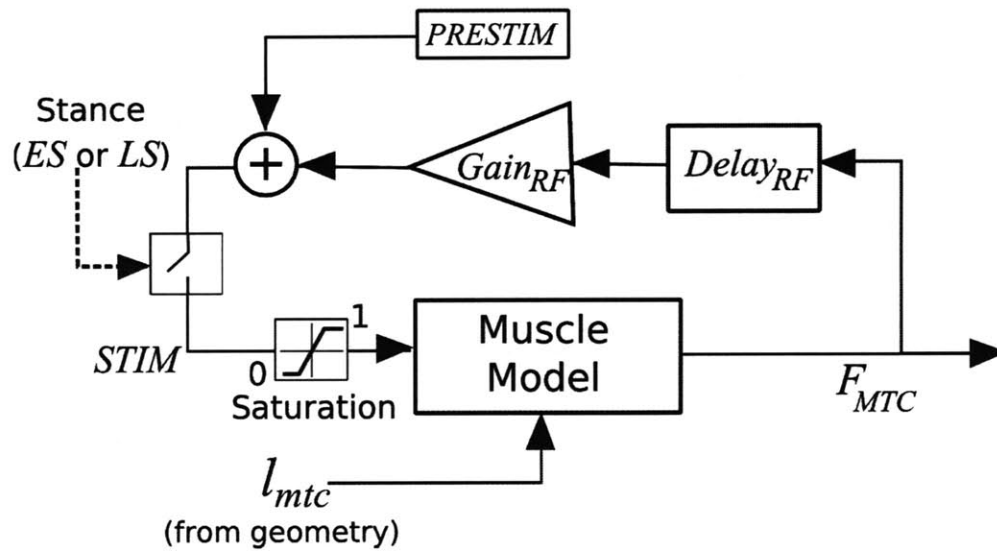 PRESTIM
Stance
(ES or LS)
+
Gain_RF
Delay_RF
STIM
0
1
Saturation
Muscle
Model
F_MTC
l_mtc
(from geometry)